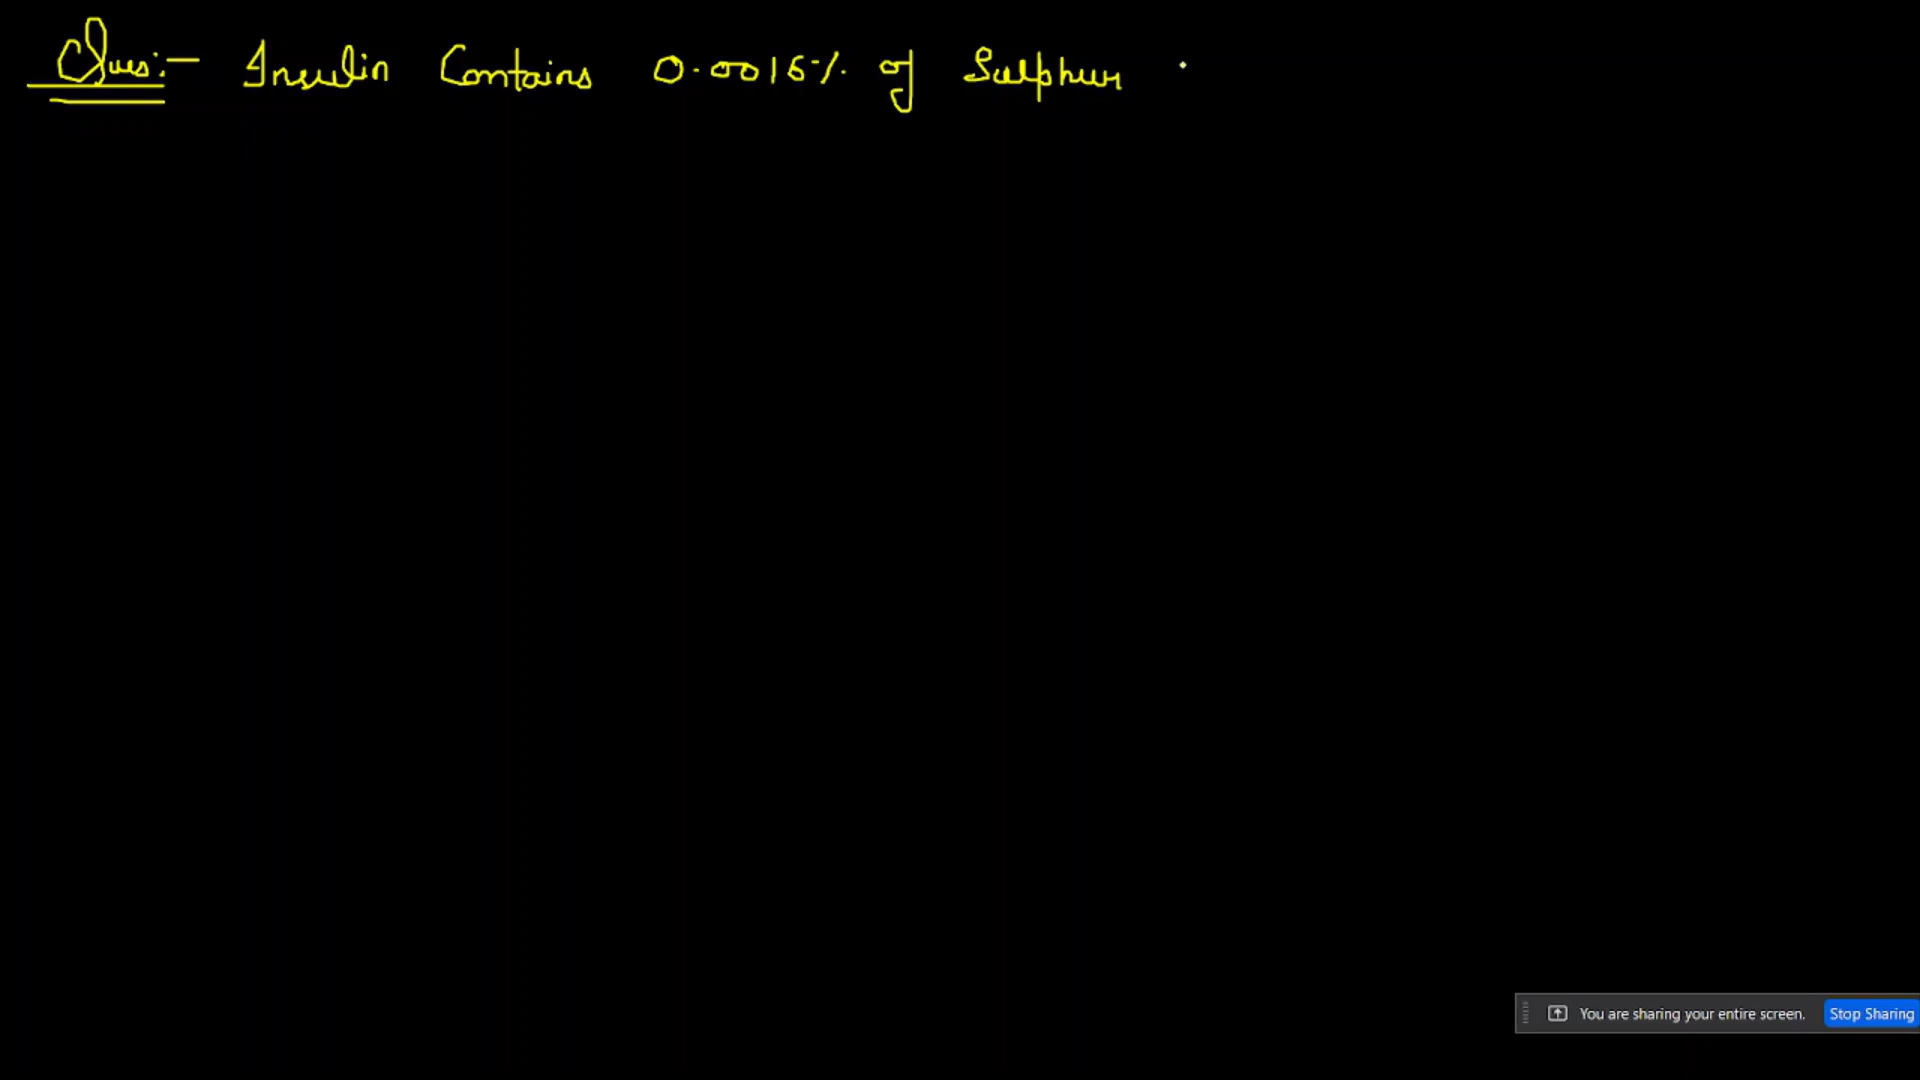 Ques:- Insulin Contains 0.0016% of Sulphur
You are sharing your entire screen. Stop Sharing